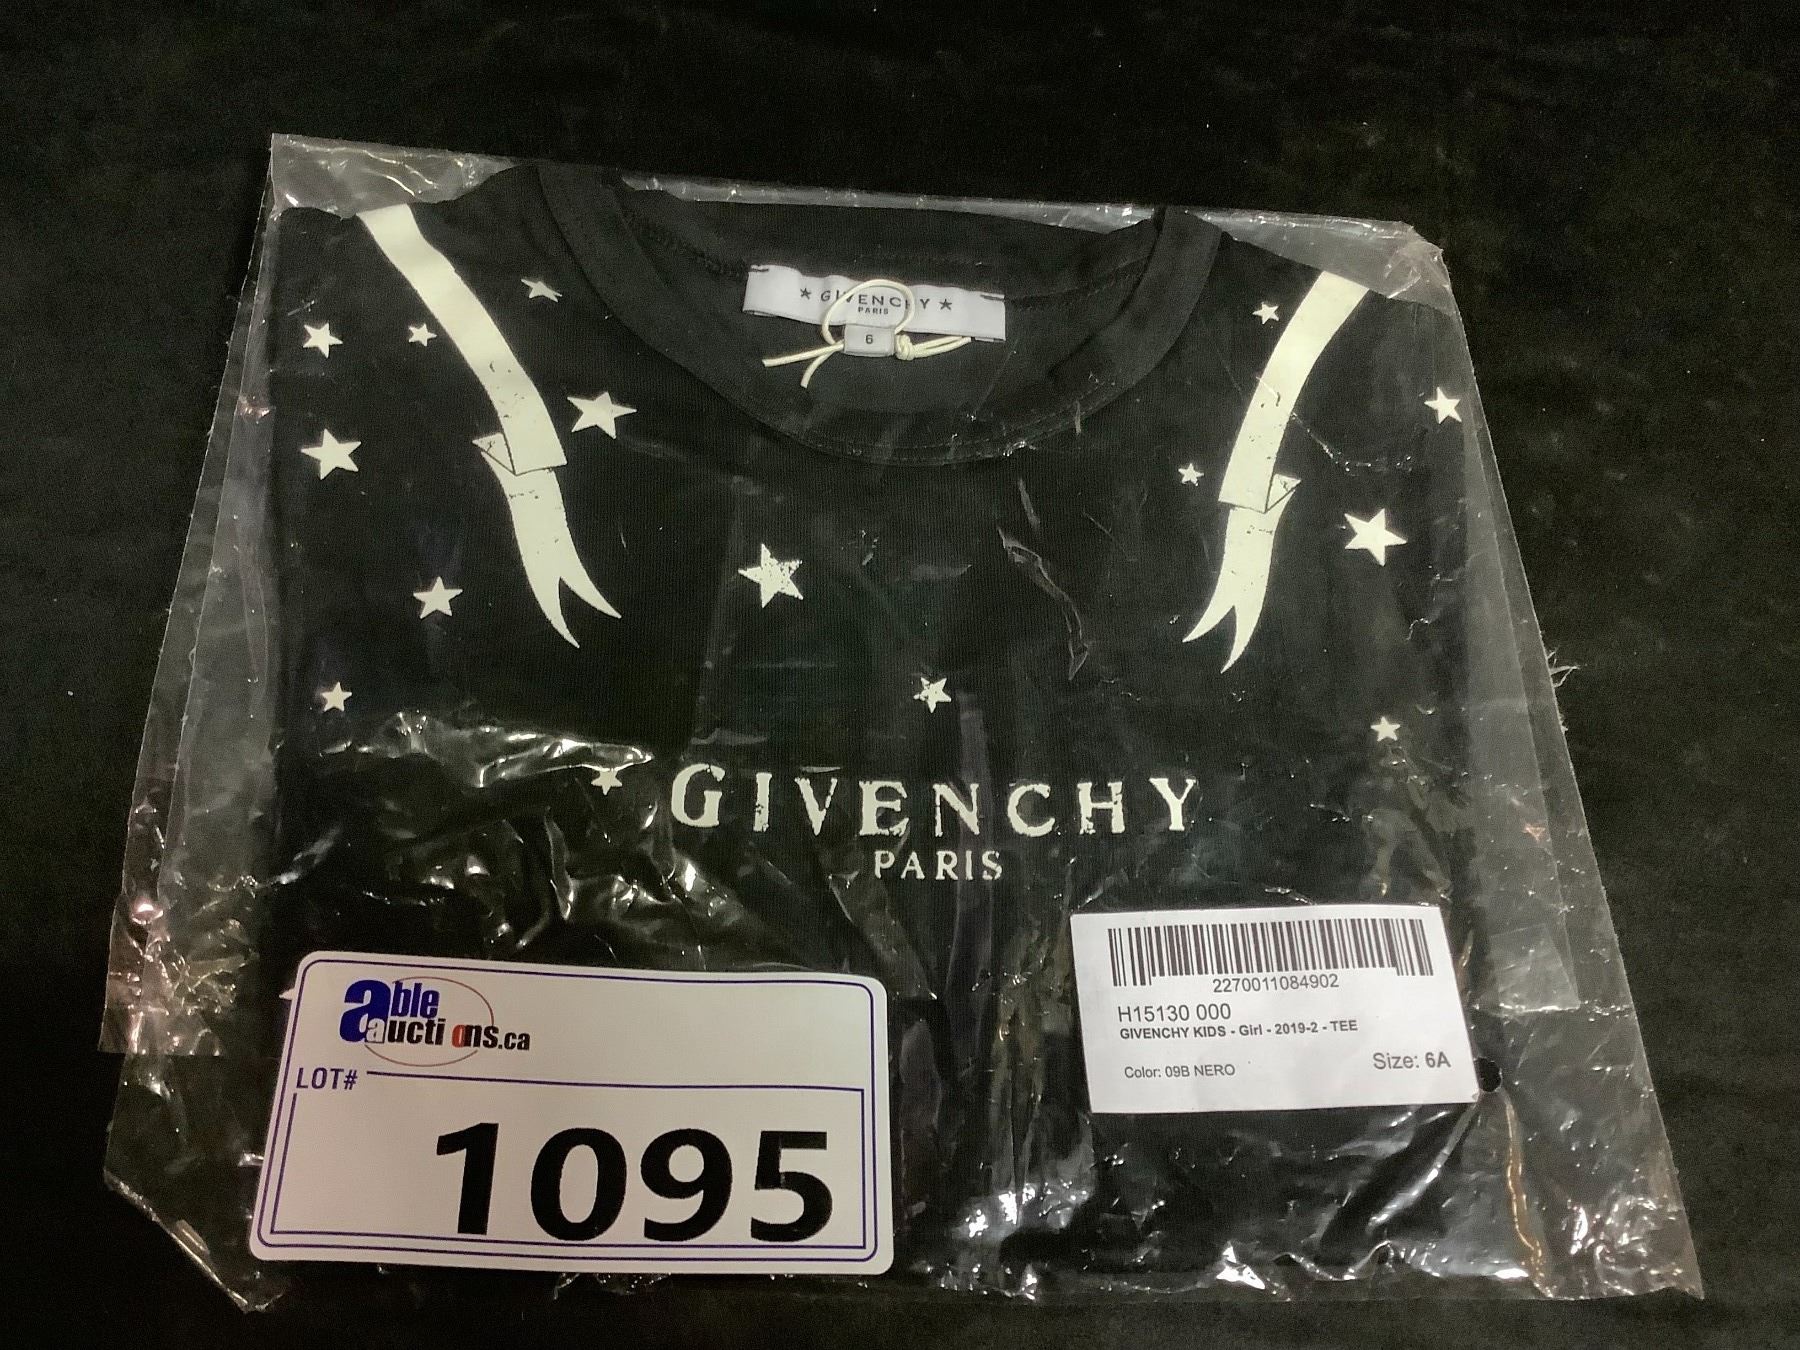 ★ GIVENCHY ★
PARIS
6
GIVENCHY
PARIS
able
auctions.ca
LOT#
1095
2270011084902
H15130 000
GIVENCHY KIDS - Girl - 2019-2 - TEE
Color: 09B NERO
Size: 6A